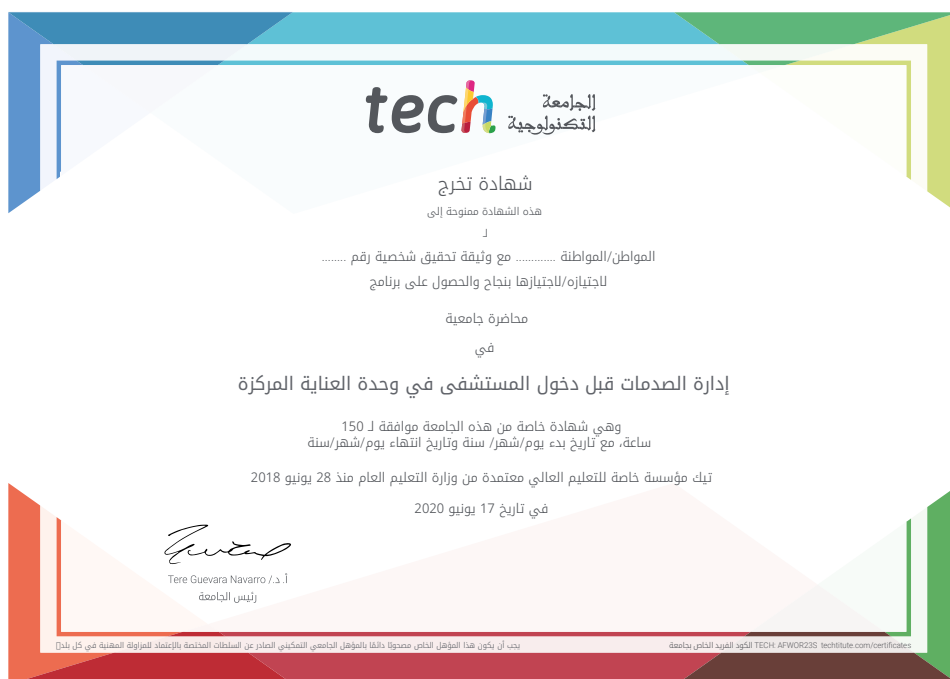 tech الجامعة
التكنولوجية
شهادة تخرج
هذه الشهادة ممنوحة إلى
لـ
المواطن/المواطنة ............. مع وثيقة تحقيق شخصية رقم ........
لاجتيازه/لاجتيازها بنجاح والحصول على برنامج
محاضرة جامعية
في
إدارة الصدمات قبل دخول المستشفى في وحدة العناية المركزة
وهي شهادة خاصة من هذه الجامعة موافقة لـ 150
ساعة، مع تاريخ بدء يوم/شهر/ سنة وتاريخ انتهاء يوم/شهر/سنة
تيك مؤسسة خاصة للتعليم العالي معتمدة من وزارة التعليم العام منذ 28 يونيو 2018
في تاريخ 17 يونيو 2020
أ. د./ Tere Guevara Navarro
رئيس الجامعة
يجب أن يكون هذا المؤهل الخاص مصحوبًا دائمًا بالمؤهل الجامعي التمكيني الصادر عن السلطات المختصة بالإعتماد للمزاولة المهنية في كل بلد
الكود الفريد الخاص بجامعة TECH: AFWOR23S techtitute.com/certificates